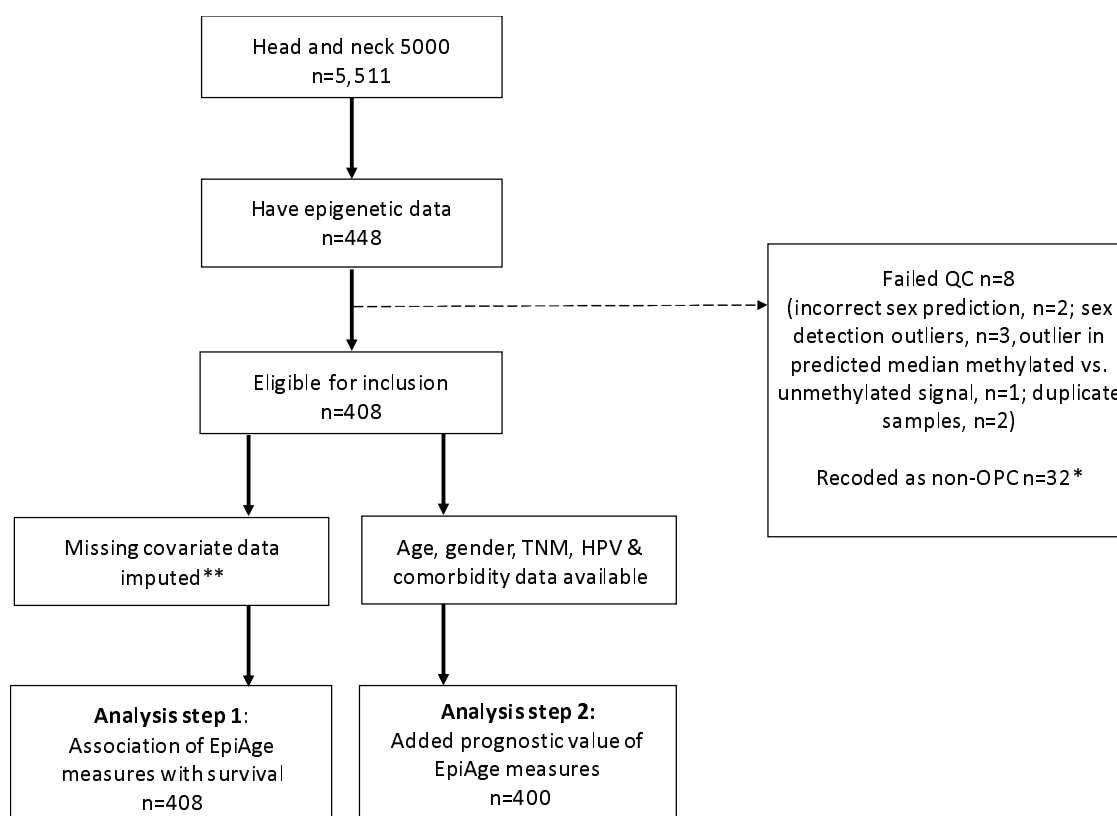 Head and neck 5000
n=5,511
Have epigenetic data
n=448
Failed QC n=8
(incorrect sex prediction, n=2; sex
detection outliers, n=3, outlier in
predicted median methylated vs.
unmethylated signal, n=1; duplicate
samples, n=2)
Recoded as non-OPC n=32*
Eligible for inclusion
n=408
Missing covariate data
imputed**
Age, gender, TNM, HPV &
comorbidity data available
Analysis step 1:
Association of EpiAge
measures with survival
n=408
Analysis step 2:
Added prognostic value of
EpiAge measures
n=400